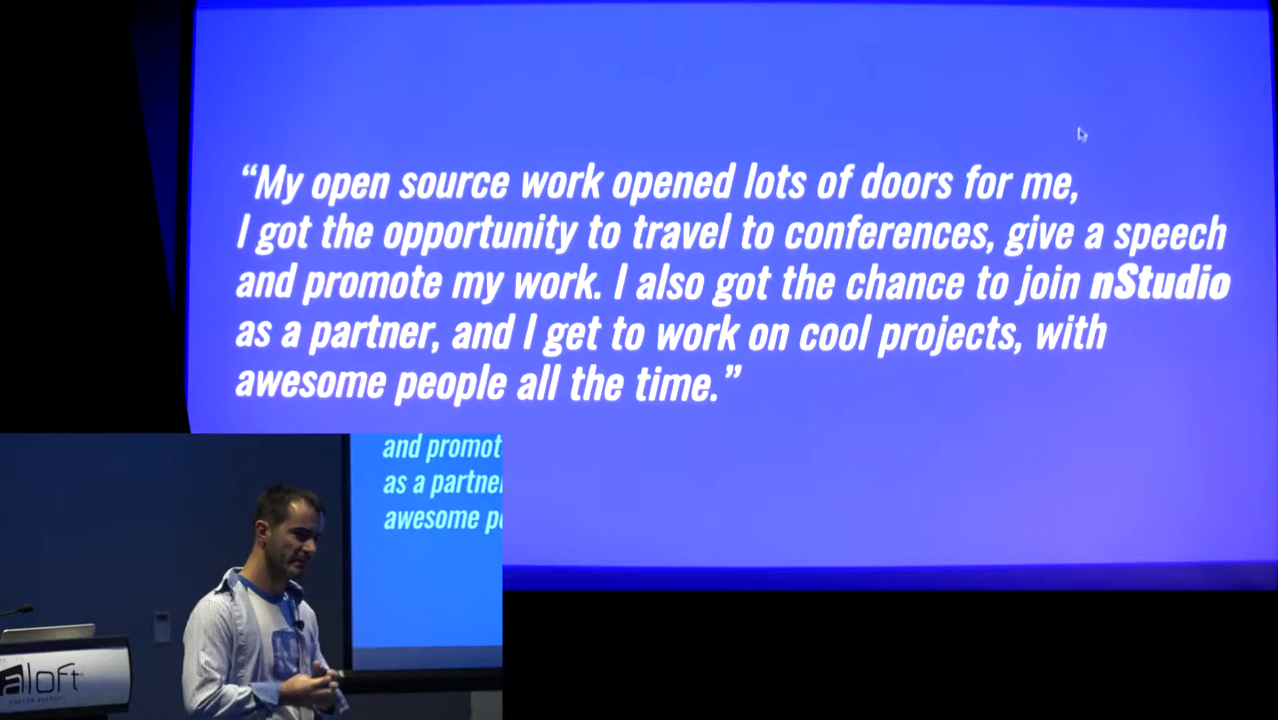 “My open source work opened lots of doors for me,
I got the opportunity to travel to conferences, give a speech
and promote my work. I also got the chance to join nStudio
as a partner, and I get to work on cool projects, with
awesome people all the time.”
and promot
as a partne
awesome p
aloft